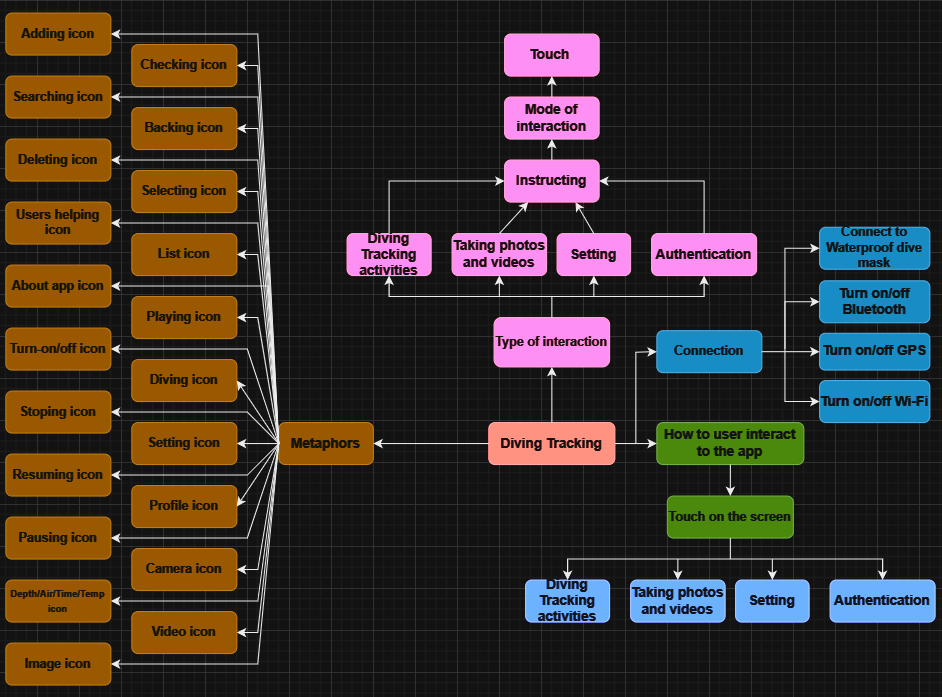 Adding icon
Checking icon
Searching icon
Backing icon
Deleting icon
Selecting icon
Users helping
icon
List icon
About app icon
Playing icon
Turn-on/off icon
Diving icon
Stoping icon
Setting icon
Resuming icon
Profile icon
Pausing icon
Camera icon
Depth/Air/Time/Temp
icon
Video icon
Image icon
Metaphors
Diving Tracking
Touch
Mode of
interaction
Instructing
Diving
Tracking
activities
Taking photos
and videos
Setting
Authentication
Type of interaction
Connection
Connect to
Waterproof dive
mask
Turn on/off
Bluetooth
Turn on/off GPS
Turn on/off Wi-Fi
How to user interact
to the app
Touch on the screen
Diving
Tracking
activities
Taking photos
and videos
Setting
Authentication